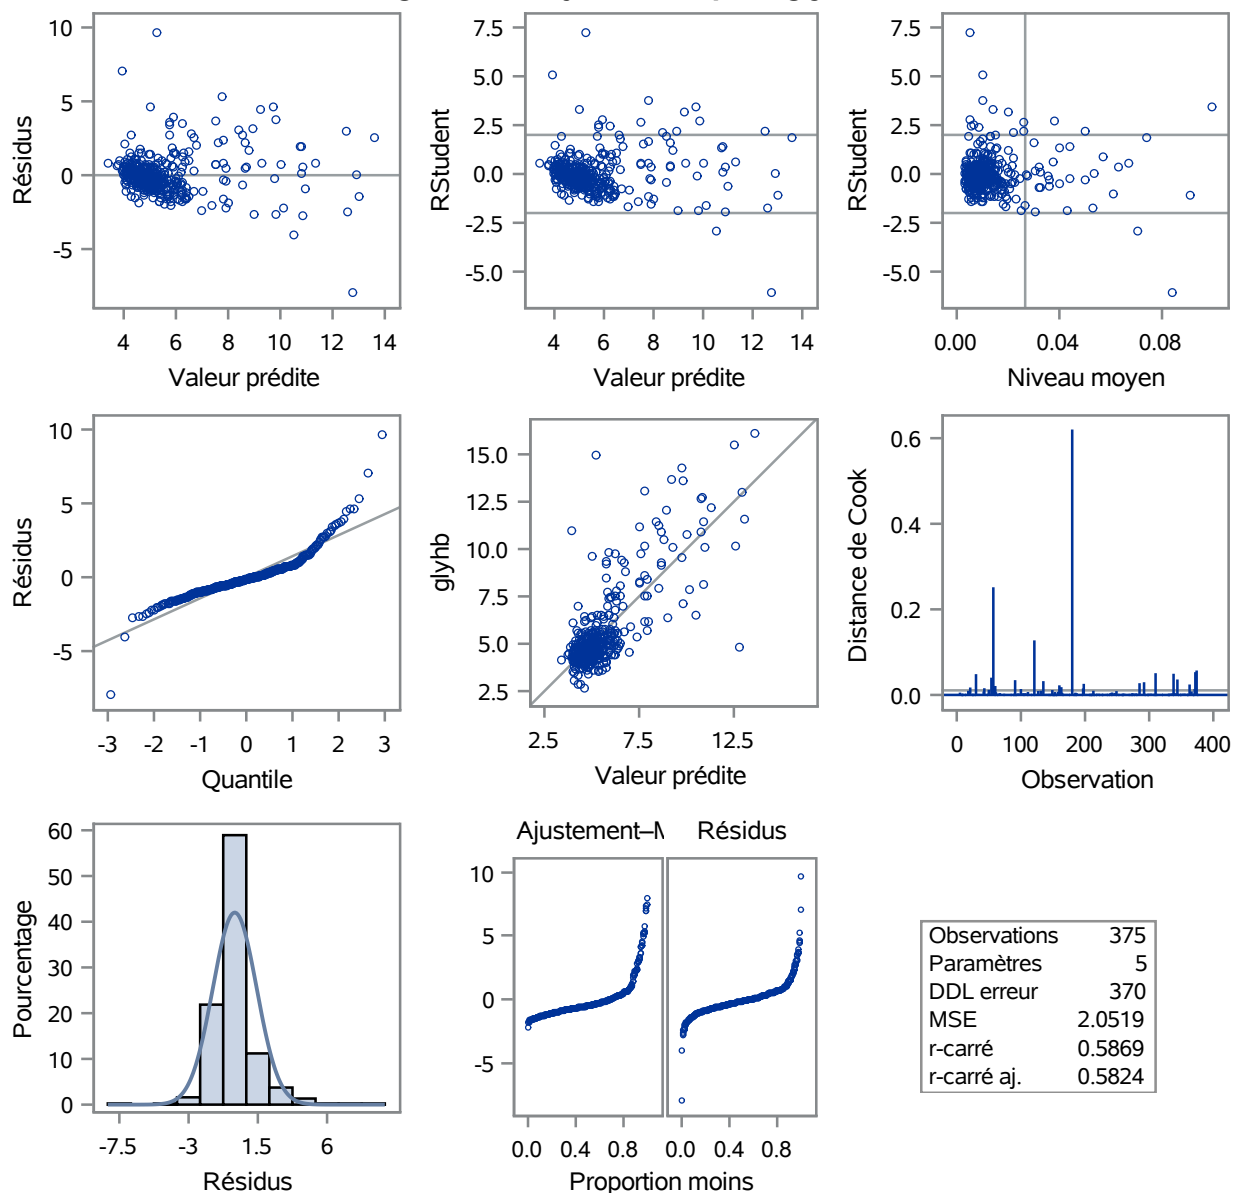 10
5
0
-5
Résidus
4 6 8 10 12 14
Valeur prédite
7.5
5.0
2.5
0.0
-2.5
-5.0
RStudent
4 6 8 10 12 14
Valeur prédite
7.5
5.0
2.5
0.0
-2.5
-5.0
RStudent
0.00 0.04 0.08
Niveau moyen
10
5
0
-5
Résidus
-3 -2 -1 0 1 2 3
Quantile
15.0
12.5
10.0
7.5
5.0
2.5
glyhb
2.5 7.5 12.5
Valeur prédite
0.6
0.4
0.2
0.0
Distance de Cook
0 100 200 300 400
Observation
60
50
40
30
20
10
0
Pourcentage
-7.5 -3 1.5 6
Résidus
Ajustement–M Résidus
10
5
0
-5
0.0 0.4 0.8 0.0 0.4 0.8
Proportion moins
Observations 375
Paramètres 5
DDL erreur 370
MSE 2.0519
r-carré 0.5869
r-carré aj. 0.5824